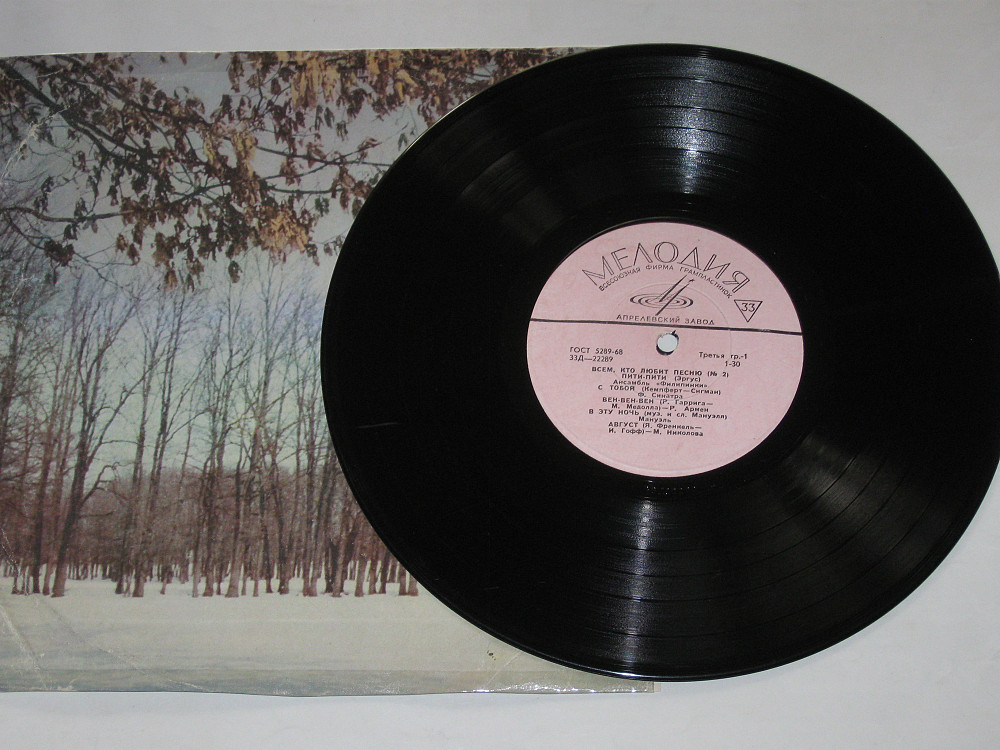 МЕЛОДИЯ
ВСЕСОЮЗНАЯ ФИРМА ГРАМПЛАСТИНОК
33
АПРЕЛЕВСКИЙ ЗАВОД
ГОСТ 5289-68
Третья гр.-1
33Д—22289
1-30
ВСЕМ, КТО ЛЮБИТ ПЕСНЮ (№ 2)
ПИТИ-ПИТИ (Эргус)
Ансамбль «Филипинки».
С ТОБОЙ (Кемпферт—Сигман)
Ф. Синатра
ВЕН-ВЕН-ВЕН (Р. Гаррига—
М. Медолла)—Р. Армен
В ЭТУ НОЧЬ (муз. и сл. Мануэля)
Мануэль
АВГУСТ (Я. Френкель—
И. Гофф)—М. Николова